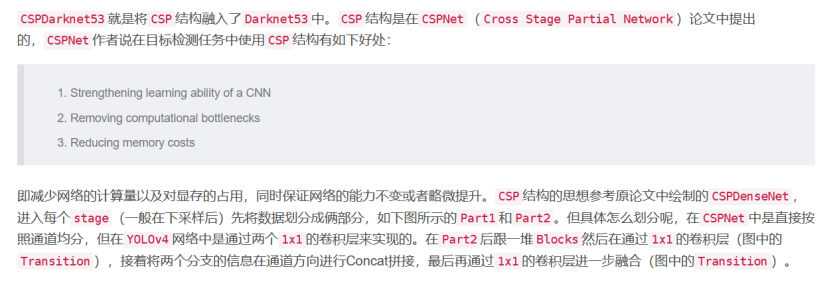 CSPDarknet53 就是将 CSP 结构融入了 Darknet53 中。 CSP 结构是在 CSPNet （Cross Stage Partial Network）论文中提出
的， CSPNet 作者说在目标检测任务中使用 CSP 结构有如下好处：
1. Strengthening learning ability of a CNN
2. Removing computational bottlenecks
3. Reducing memory costs
即减少网络的计算量以及对显存的占用，同时保证网络的能力不变或者略微提升。 CSP 结构的思想参考原论文中绘制的 CSPDenseNet ，
进入每个 stage （一般在下采样后）先将数据划分成俩部分，如下图所示的 Part1 和 Part2 。但具体怎么划分呢，在 CSPNet 中是直接按
照通道均分，但在 YOLOv4 网络中是通过两个 1x1 的卷积层来实现的。在 Part2 后跟一堆 Blocks 然后在通过 1x1 的卷积层（图中的
Transition ），接着将两个分支的信息在通道方向进行Concat拼接，最后再通过 1x1 的卷积层进一步融合（图中的 Transition ）。